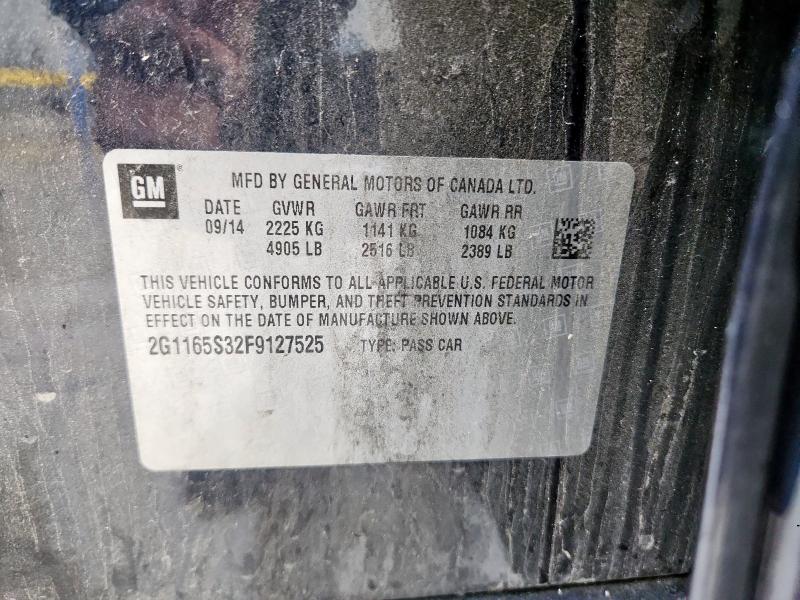 GM®
MFD BY GENERAL MOTORS OF CANADA LTD.
DATE GVWR GAWR FRT GAWR RR
09/14 2225 KG 1141 KG 1084 KG
4905 LB 2516 LB 2389 LB
THIS VEHICLE CONFORMS TO ALL APPLICABLE U.S. FEDERAL MOTOR
VEHICLE SAFETY, BUMPER, AND THEFT PREVENTION STANDARDS IN
EFFECT ON THE DATE OF MANUFACTURE SHOWN ABOVE.
2G1165S32F9127525 TYPE: PASS CAR